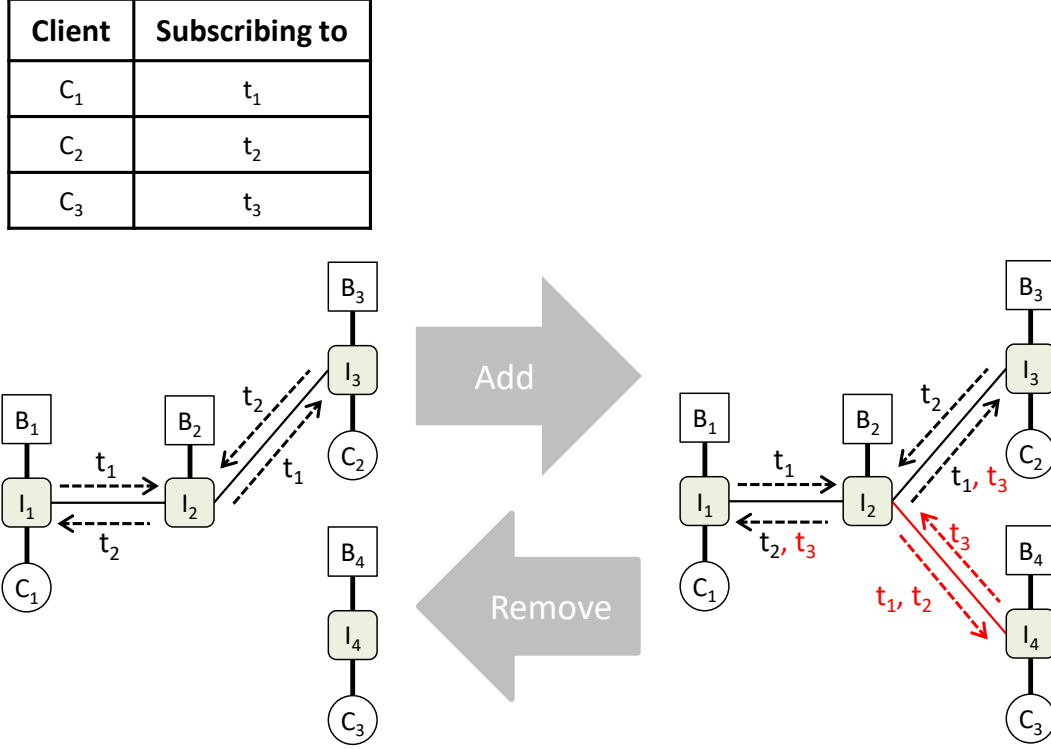 Client Subscribing to
C₁ t₁
C₂ t₂
C₃ t₃
B₃
I₃
C₂
t₂
t₁
B₁
B₂
t₁
I₁
I₂
t₂
C₁
B₄
I₄
C₃
Add
Remove
B₃
I₃
C₂
t₂
t₁, t₃
B₁
B₂
t₁
I₁
I₂
t₂, t₃
C₁
t₃
t₁, t₂
B₄
I₄
C₃